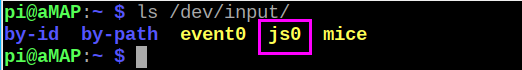 pi@aMAP:~ $ ls /dev/input/
by-id by-path event0 js0 mice
pi@aMAP:~ $